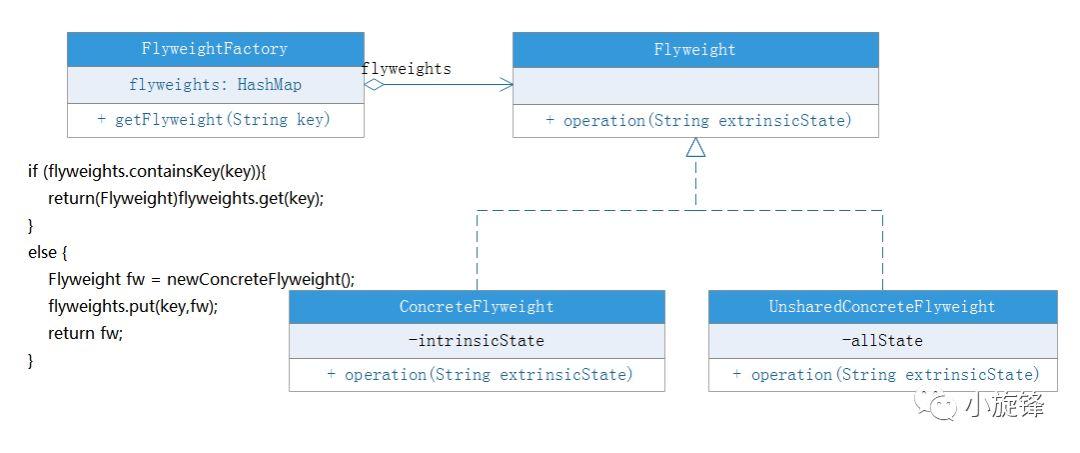 FlyweightFactory
flyweights: HashMap
+ getFlyweight(String key)
flyweights
Flyweight
+ operation(String extrinsicState)
if (flyweights.containsKey(key)){
return(Flyweight)flyweights.get(key);
}
else {
Flyweight fw = newConcreteFlyweight();
flyweights.put(key,fw);
return fw;
}
ConcreteFlyweight
-intrinsicState
+ operation(String extrinsicState)
UnsharedConcreteFlyweight
-allState
+ operation(String extrinsicState)
小旋锋